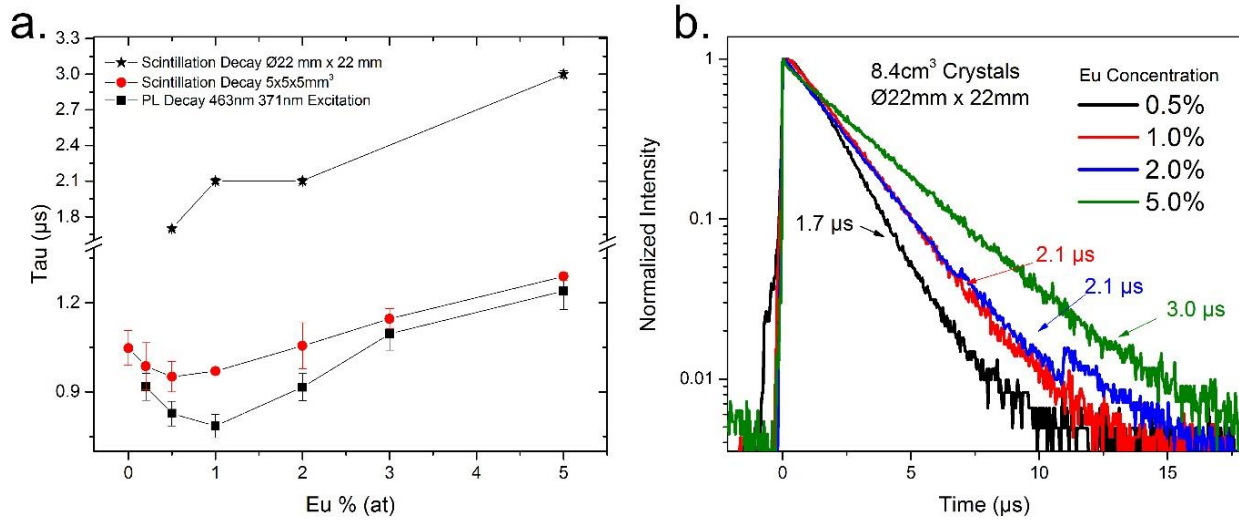 a.
3.3
3.0
2.7
2.4
2.1
1.8
1.2
0.9
Tau (µs)
Scintillation Decay Ø22 mm x 22 mm
Scintillation Decay 5x5x5mm³
PL Decay 463nm 371nm Excitation
0 1 2 3 4 5
Eu % (at)
b.
1
0.1
0.01
Normalized Intensity
8.4cm³ Crystals
Ø22mm x 22mm
Eu Concentration
0.5%
1.0%
2.0%
5.0%
1.7 µs
2.1 µs
2.1 µs
3.0 µs
0 5 10 15
Time (µs)